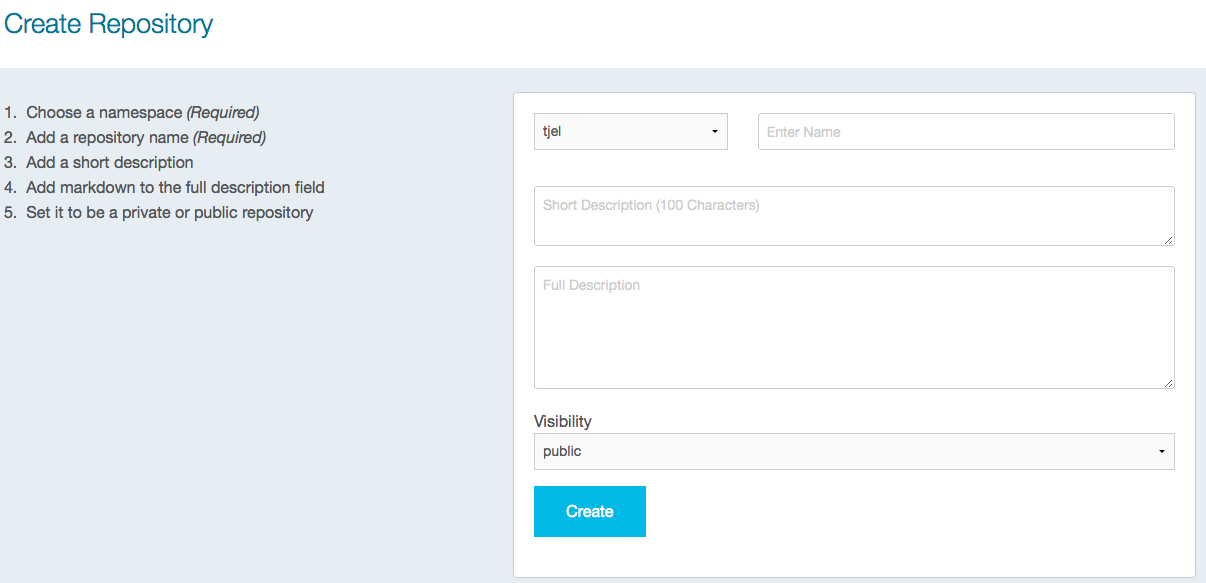 Create Repository
1. Choose a namespace (Required)
2. Add a repository name (Required)
3. Add a short description
4. Add markdown to the full description field
5. Set it to be a private or public repository
tjel
Enter Name
Short Description (100 Characters)
Full Description
Visibility
public
Create